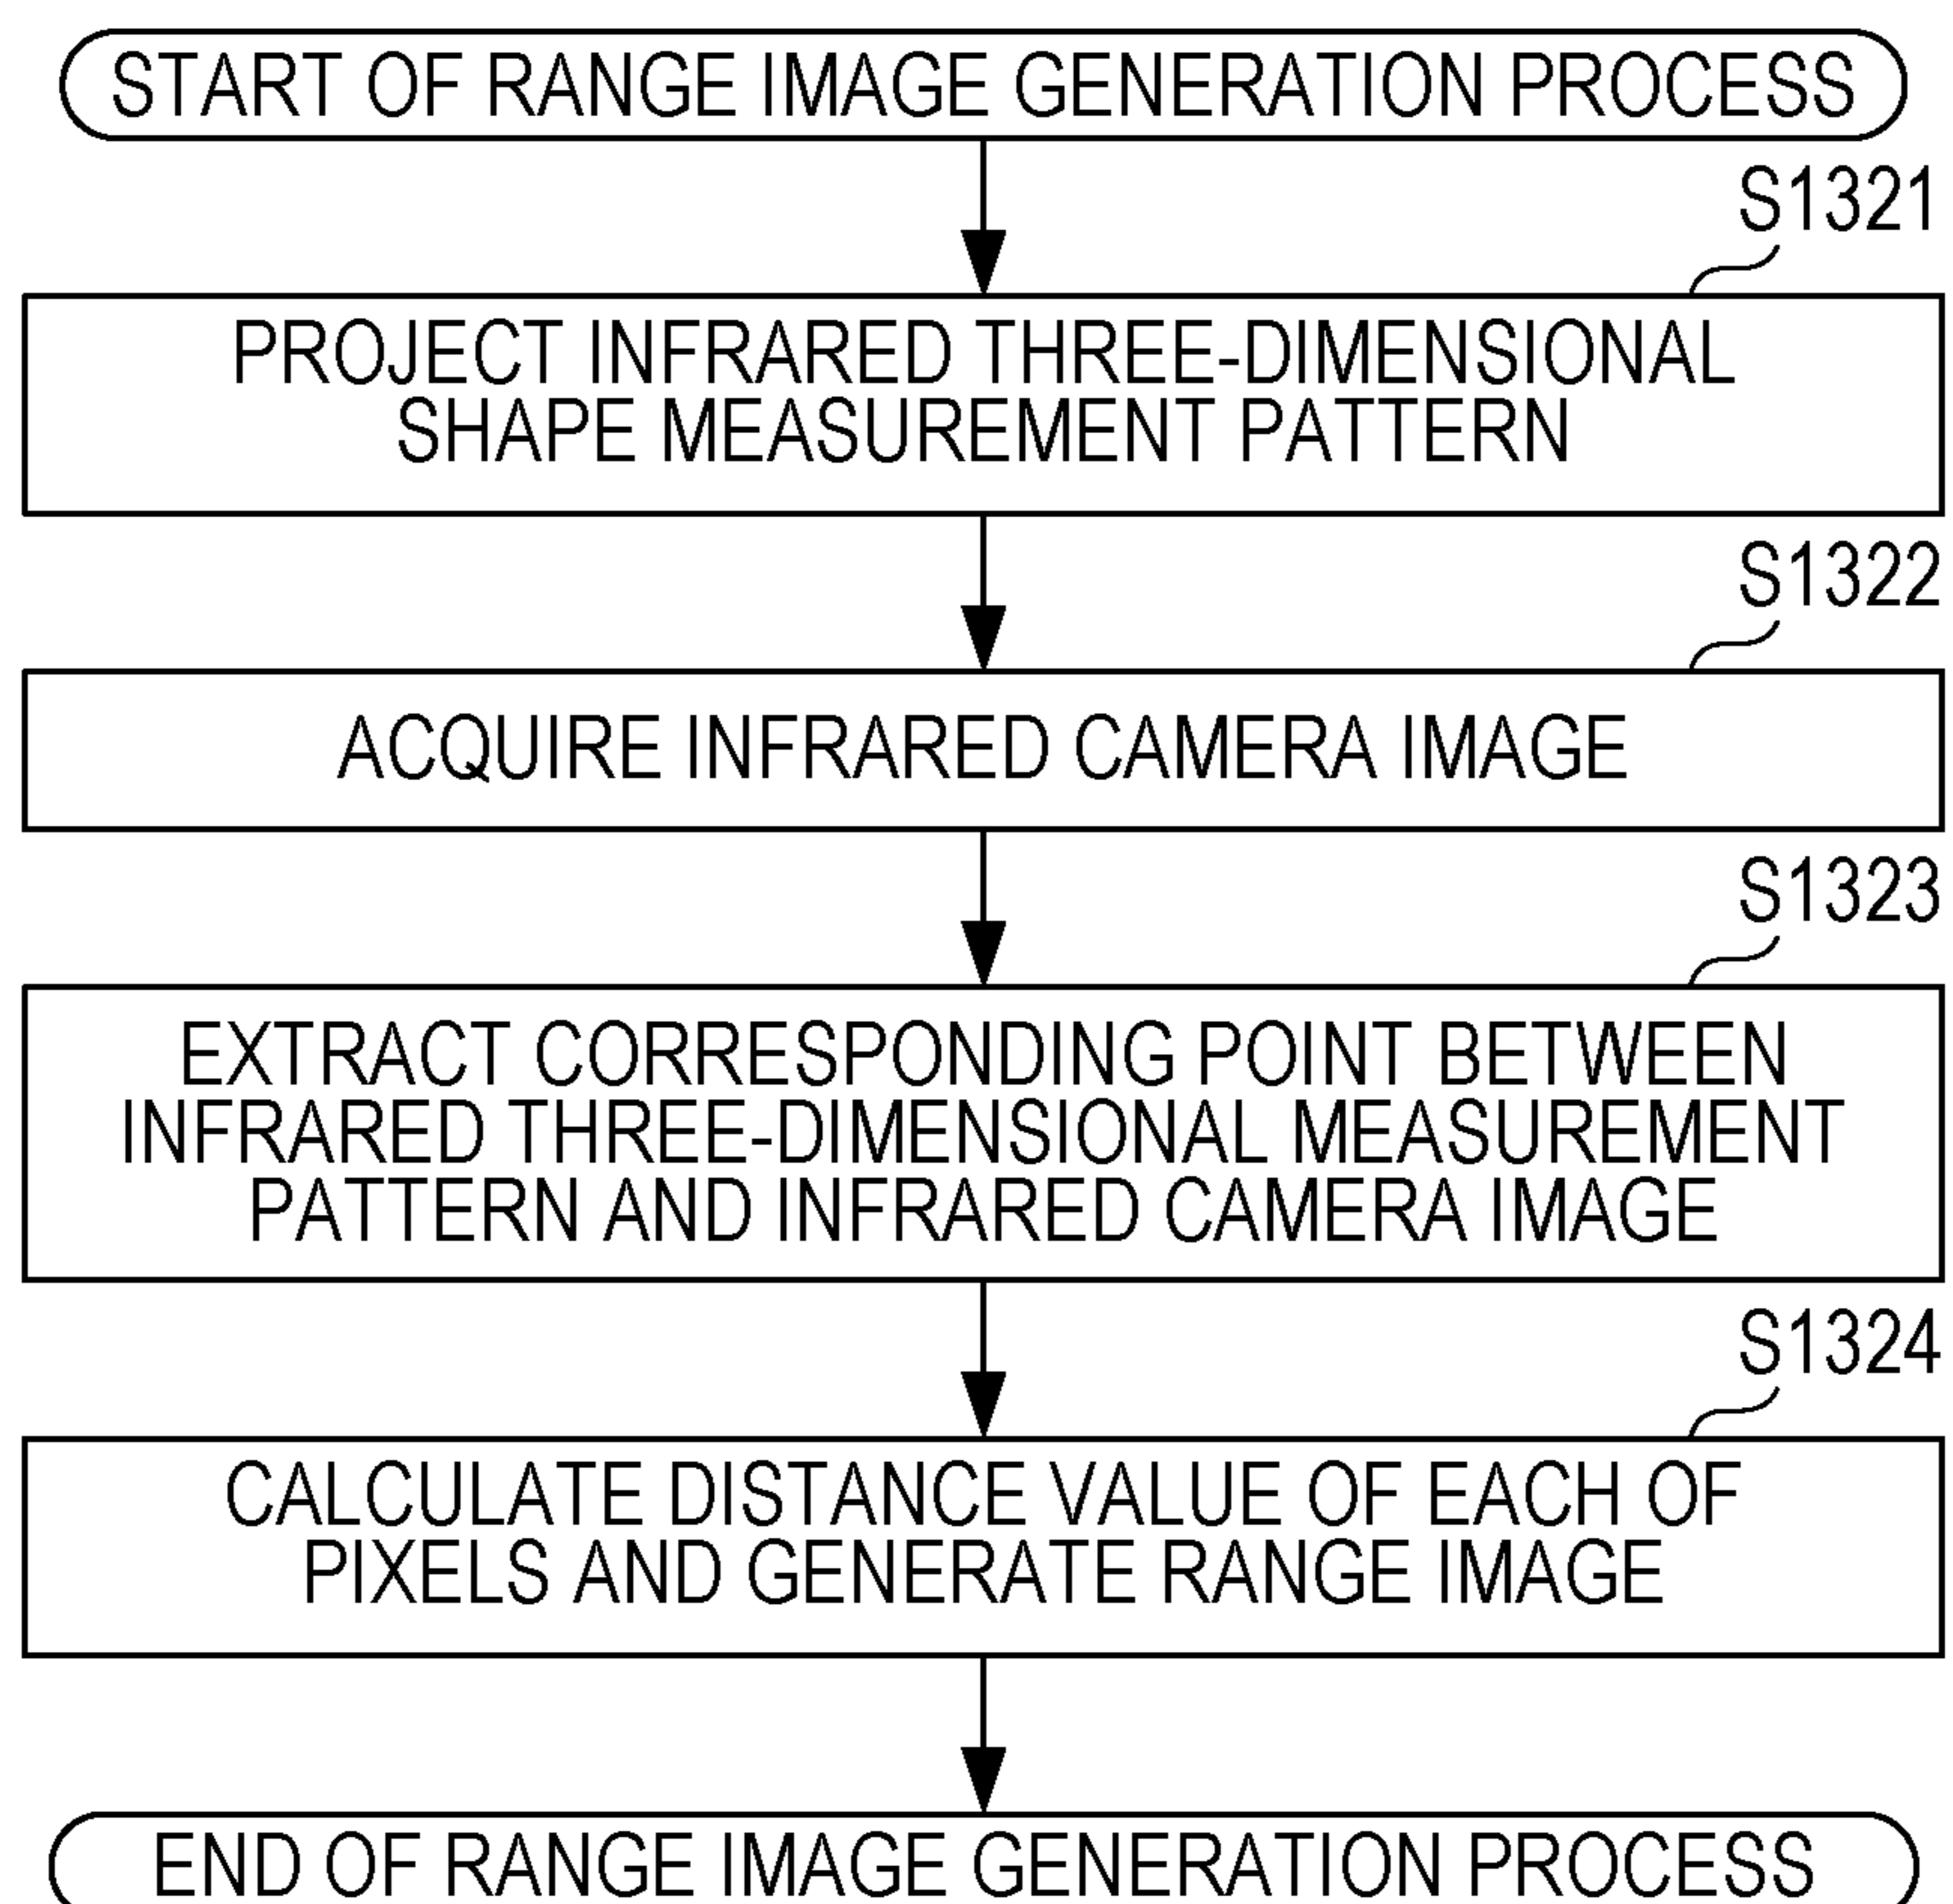 START OF RANGE IMAGE GENERATION PROCESS
S1321
PROJECT INFRARED THREE-DIMENSIONAL
SHAPE MEASUREMENT PATTERN
S1322
ACQUIRE INFRARED CAMERA IMAGE
S1323
EXTRACT CORRESPONDING POINT BETWEEN
INFRARED THREE-DIMENSIONAL MEASUREMENT
PATTERN AND INFRARED CAMERA IMAGE
S1324
CALCULATE DISTANCE VALUE OF EACH OF
PIXELS AND GENERATE RANGE IMAGE
END OF RANGE IMAGE GENERATION PROCESS